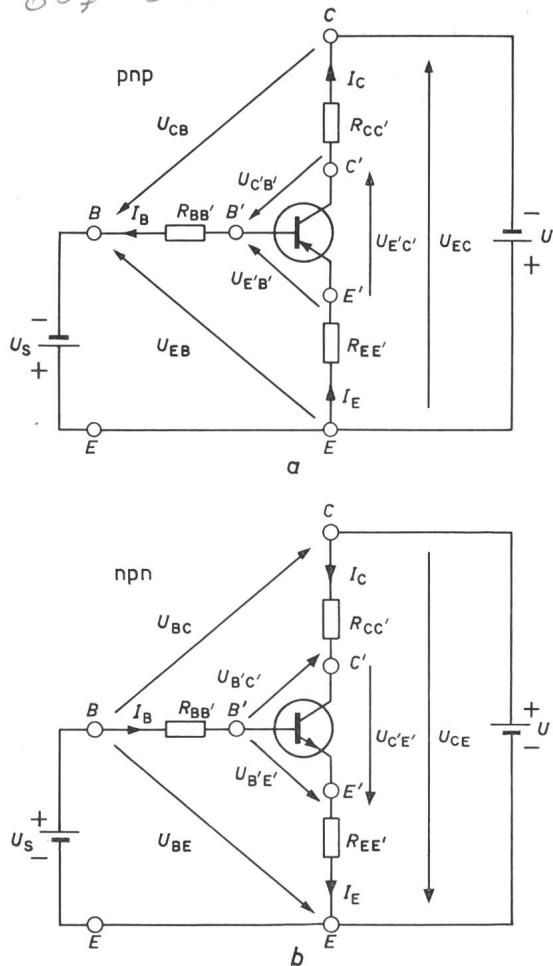 C
pnp
I_C
R_CC'
U_CB
U_C'B'
C'
B I_B R_BB' B'
U_E'C' U_EC
− U +
U_E'B'
E'
− U_S +
U_EB
R_EE'
I_E
E E
a
C
npn
I_C
U_BC
R_CC'
U_B'C'
C'
B I_B R_BB' B'
U_C'E' U_CE
+ U −
U_B'E'
E'
+ U_S −
U_BE
R_EE'
I_E
E E
b